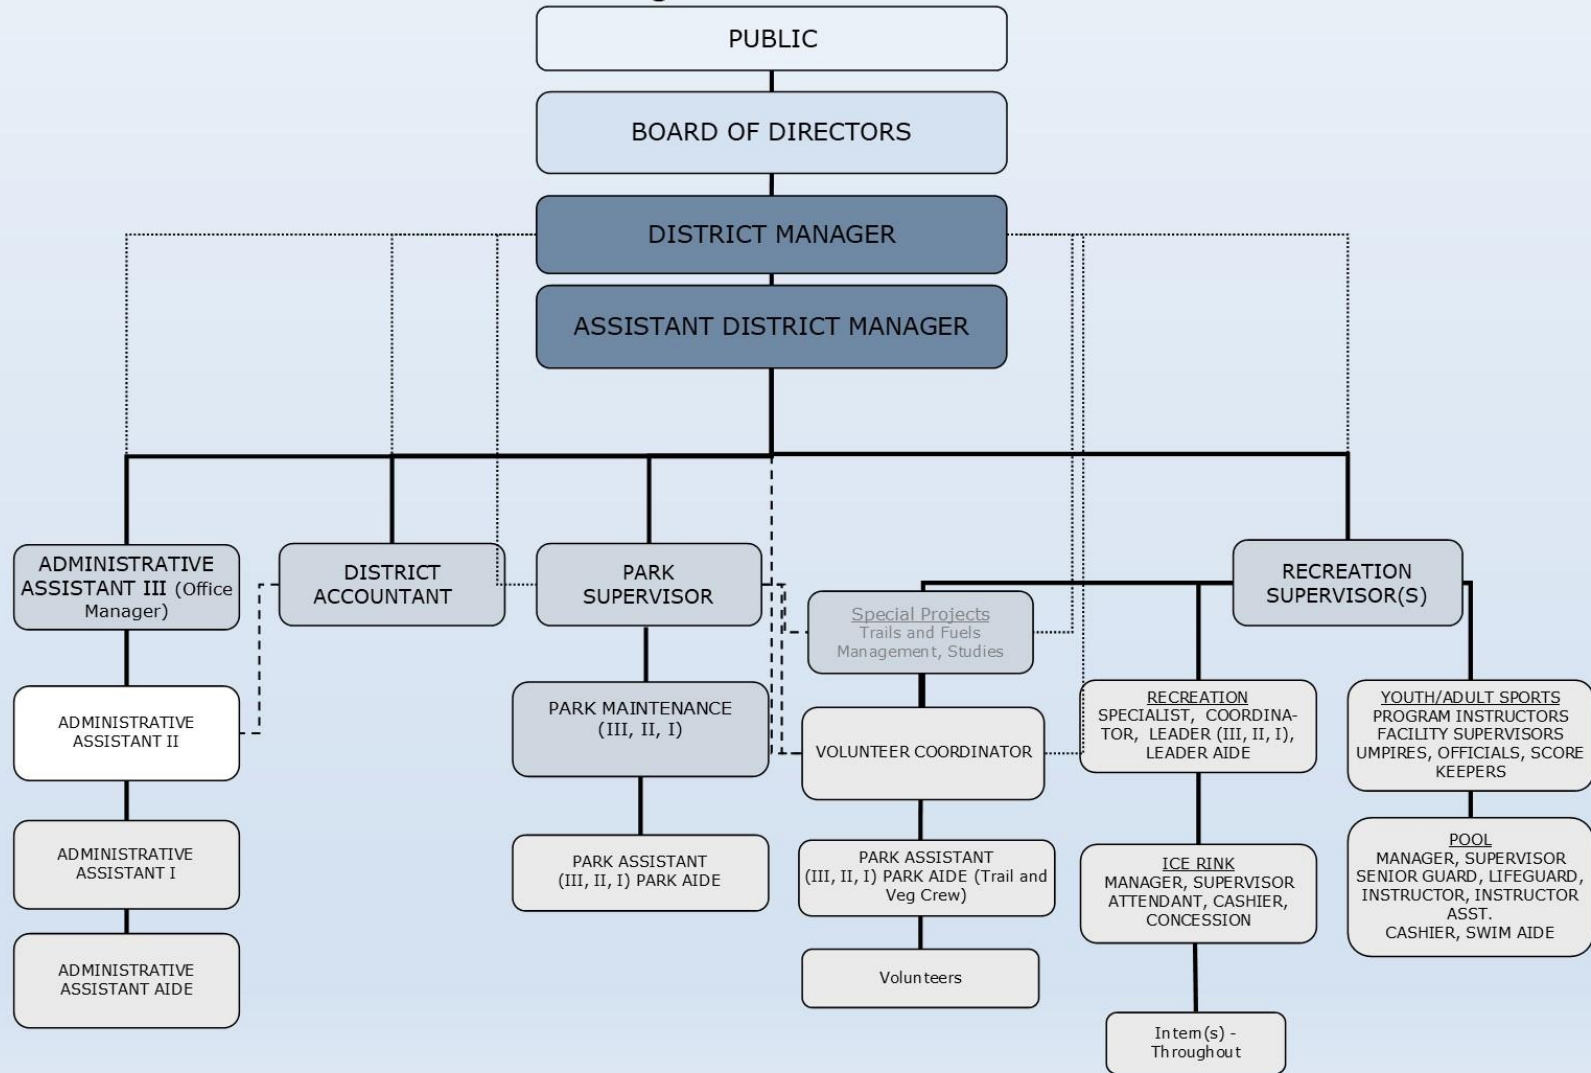 PUBLIC
BOARD OF DIRECTORS
DISTRICT MANAGER
ASSISTANT DISTRICT MANAGER
ADMINISTRATIVE
ASSISTANT III (Office
Manager)
DISTRICT
ACCOUNTANT
PARK
SUPERVISOR
RECREATION
SUPERVISOR(S)
Special Projects
Trails and Fuels
Management, Studies
ADMINISTRATIVE
ASSISTANT II
PARK MAINTENANCE
(III, II, I)
VOLUNTEER COORDINATOR
RECREATION
SPECIALIST, COORDINA-
TOR, LEADER (III, II, I),
LEADER AIDE
YOUTH/ADULT SPORTS
PROGRAM INSTRUCTORS
FACILITY SUPERVISORS
UMPIRES, OFFICIALS, SCORE
KEEPERS
ADMINISTRATIVE
ASSISTANT I
PARK ASSISTANT
(III, II, I) PARK AIDE
PARK ASSISTANT
(III, II, I) PARK AIDE (Trail and
Veg Crew)
ICE RINK
MANAGER, SUPERVISOR
ATTENDANT, CASHIER,
CONCESSION
POOL
MANAGER, SUPERVISOR
SENIOR GUARD, LIFEGUARD,
INSTRUCTOR, INSTRUCTOR
ASST.
CASHIER, SWIM AIDE
ADMINISTRATIVE
ASSISTANT AIDE
Volunteers
Intern(s) -
Throughout